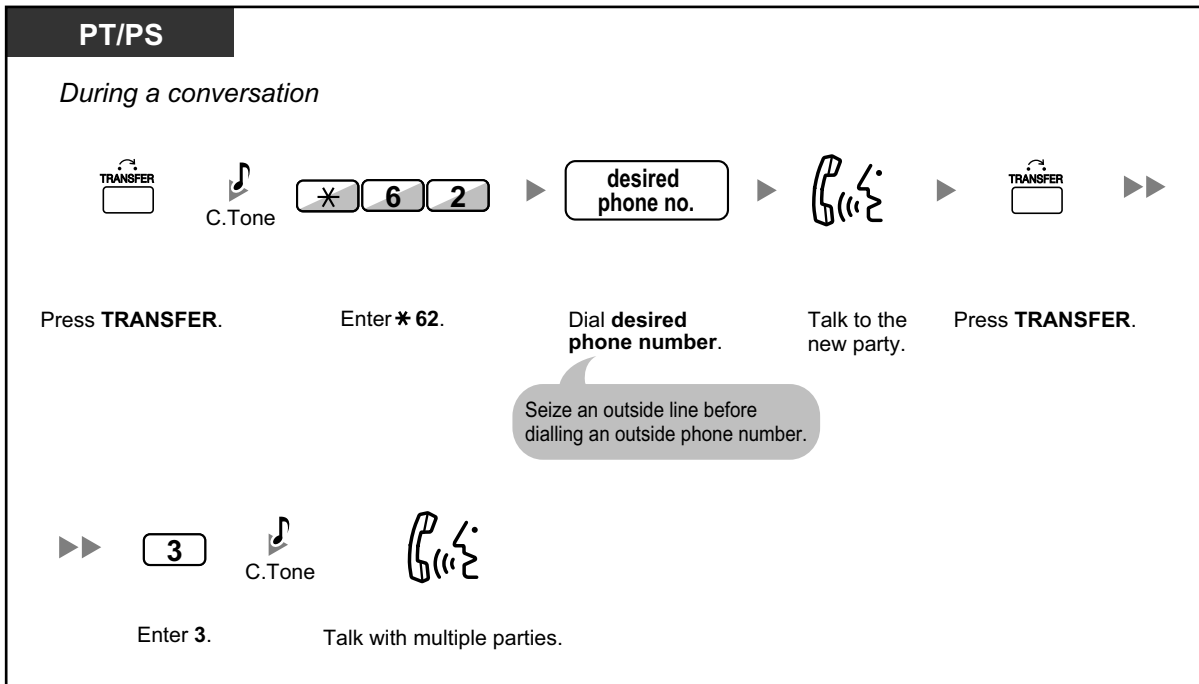 PT/PS
During a conversation
TRANSFER
C.Tone
* 6 2
desired
phone no.
TRANSFER
Press TRANSFER.
Enter * 62.
Dial desired
phone number.
Talk to the
new party.
Press TRANSFER.
Seize an outside line before
dialling an outside phone number.
3
C.Tone
Enter 3.
Talk with multiple parties.